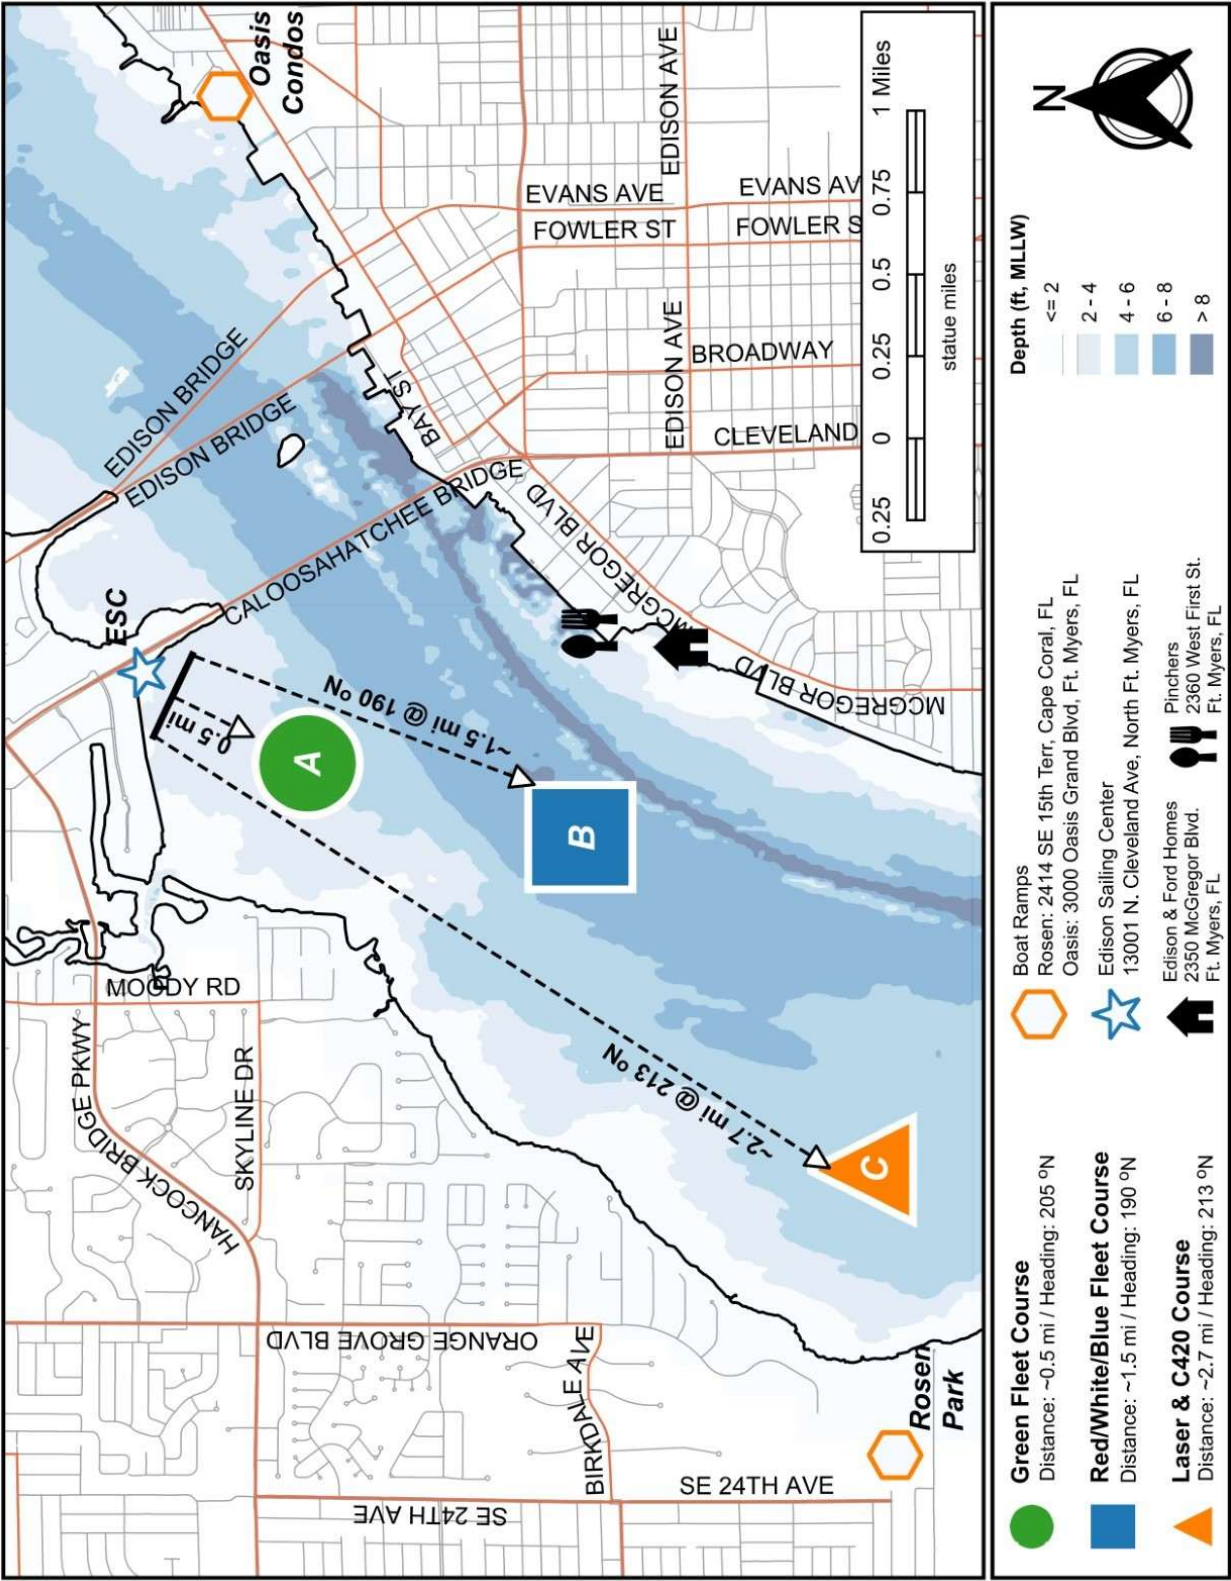 Oasis
Condos
EDISON AVE
EVANS AVE
EVANS AV
FOWLER ST
FOWLER S
EDISON BRIDGE
EDISON BRIDGE
BAY ST
EDISON AVE
BROADWAY
EDISON AVE
CLEVELAND
CALOOSAHATCHEE BRIDGE
MCGREGOR BLVD
MCGREGOR BLVD
MCGREGOR BLVD
ESC
0.5 mi
~1.5 mi @ 190 ºN
~2.7 mi @ 213 ºN
A
B
C
MOODY RD
HANCOCK BRIDGE PKWY
SKYLINE DR
ORANGE GROVE BLVD
BIRKDALE AVE
SE 24TH AVE
SE 24TH AVE
Rosen
Park
0.25 0 0.25 0.5 0.75 1 Miles
statue miles
Green Fleet Course
Distance: ~0.5 mi / Heading: 205 ºN
Red/White/Blue Fleet Course
Distance: ~1.5 mi / Heading: 190 ºN
Laser & C420 Course
Distance: ~2.7 mi / Heading: 213 ºN
Boat Ramps
Rosen: 2414 SE 15th Terr, Cape Coral, FL
Oasis: 3000 Oasis Grand Blvd, Ft. Myers, FL
Edison Sailing Center
13001 N. Cleveland Ave, North Ft. Myers, FL
Edison & Ford Homes
2350 McGregor Blvd.
Ft. Myers, FL
Pinchers
2360 West First St.
Ft. Myers, FL
Depth (ft, MLLW)
<= 2
2 - 4
4 - 6
6 - 8
> 8
N